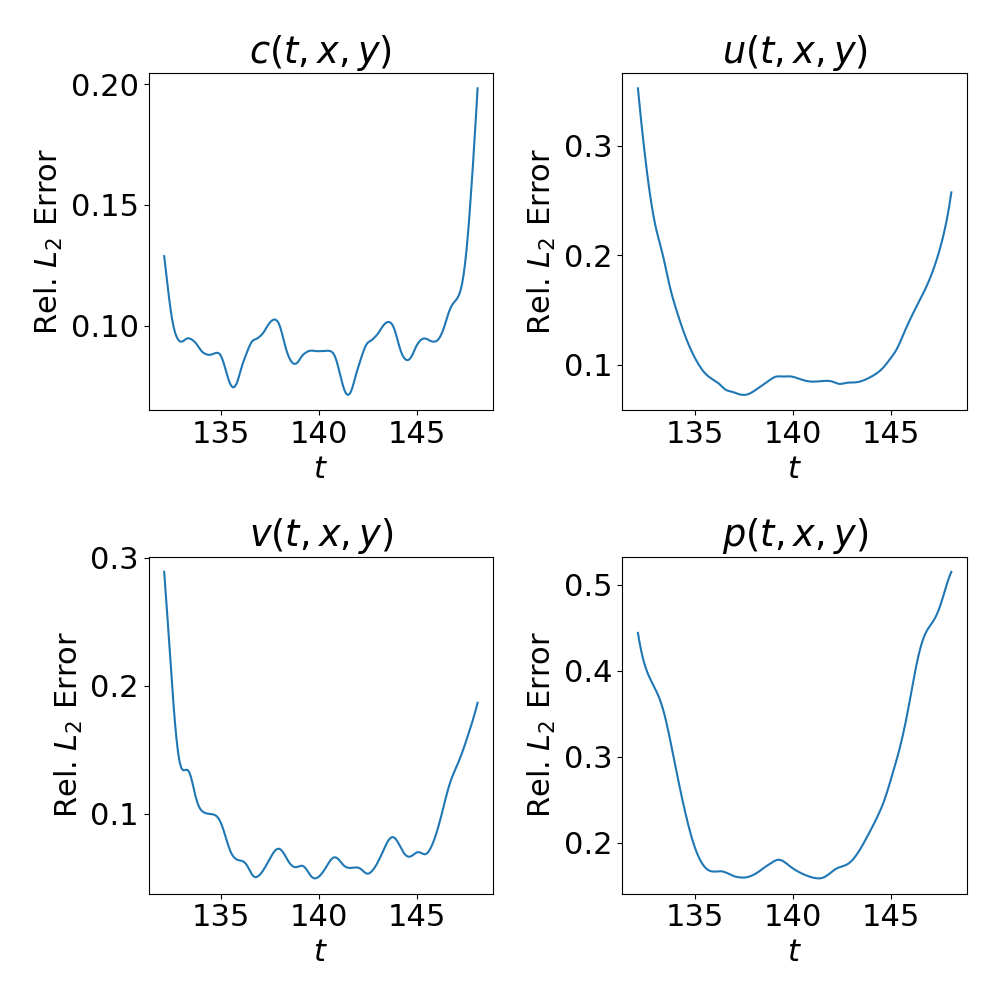 c(t, x, y)
Rel. L₂ Error
0.20
0.15
0.10
135 140 145
t
u(t, x, y)
Rel. L₂ Error
0.3
0.2
0.1
135 140 145
t
v(t, x, y)
Rel. L₂ Error
0.3
0.2
0.1
135 140 145
t
p(t, x, y)
Rel. L₂ Error
0.5
0.4
0.3
0.2
135 140 145
t